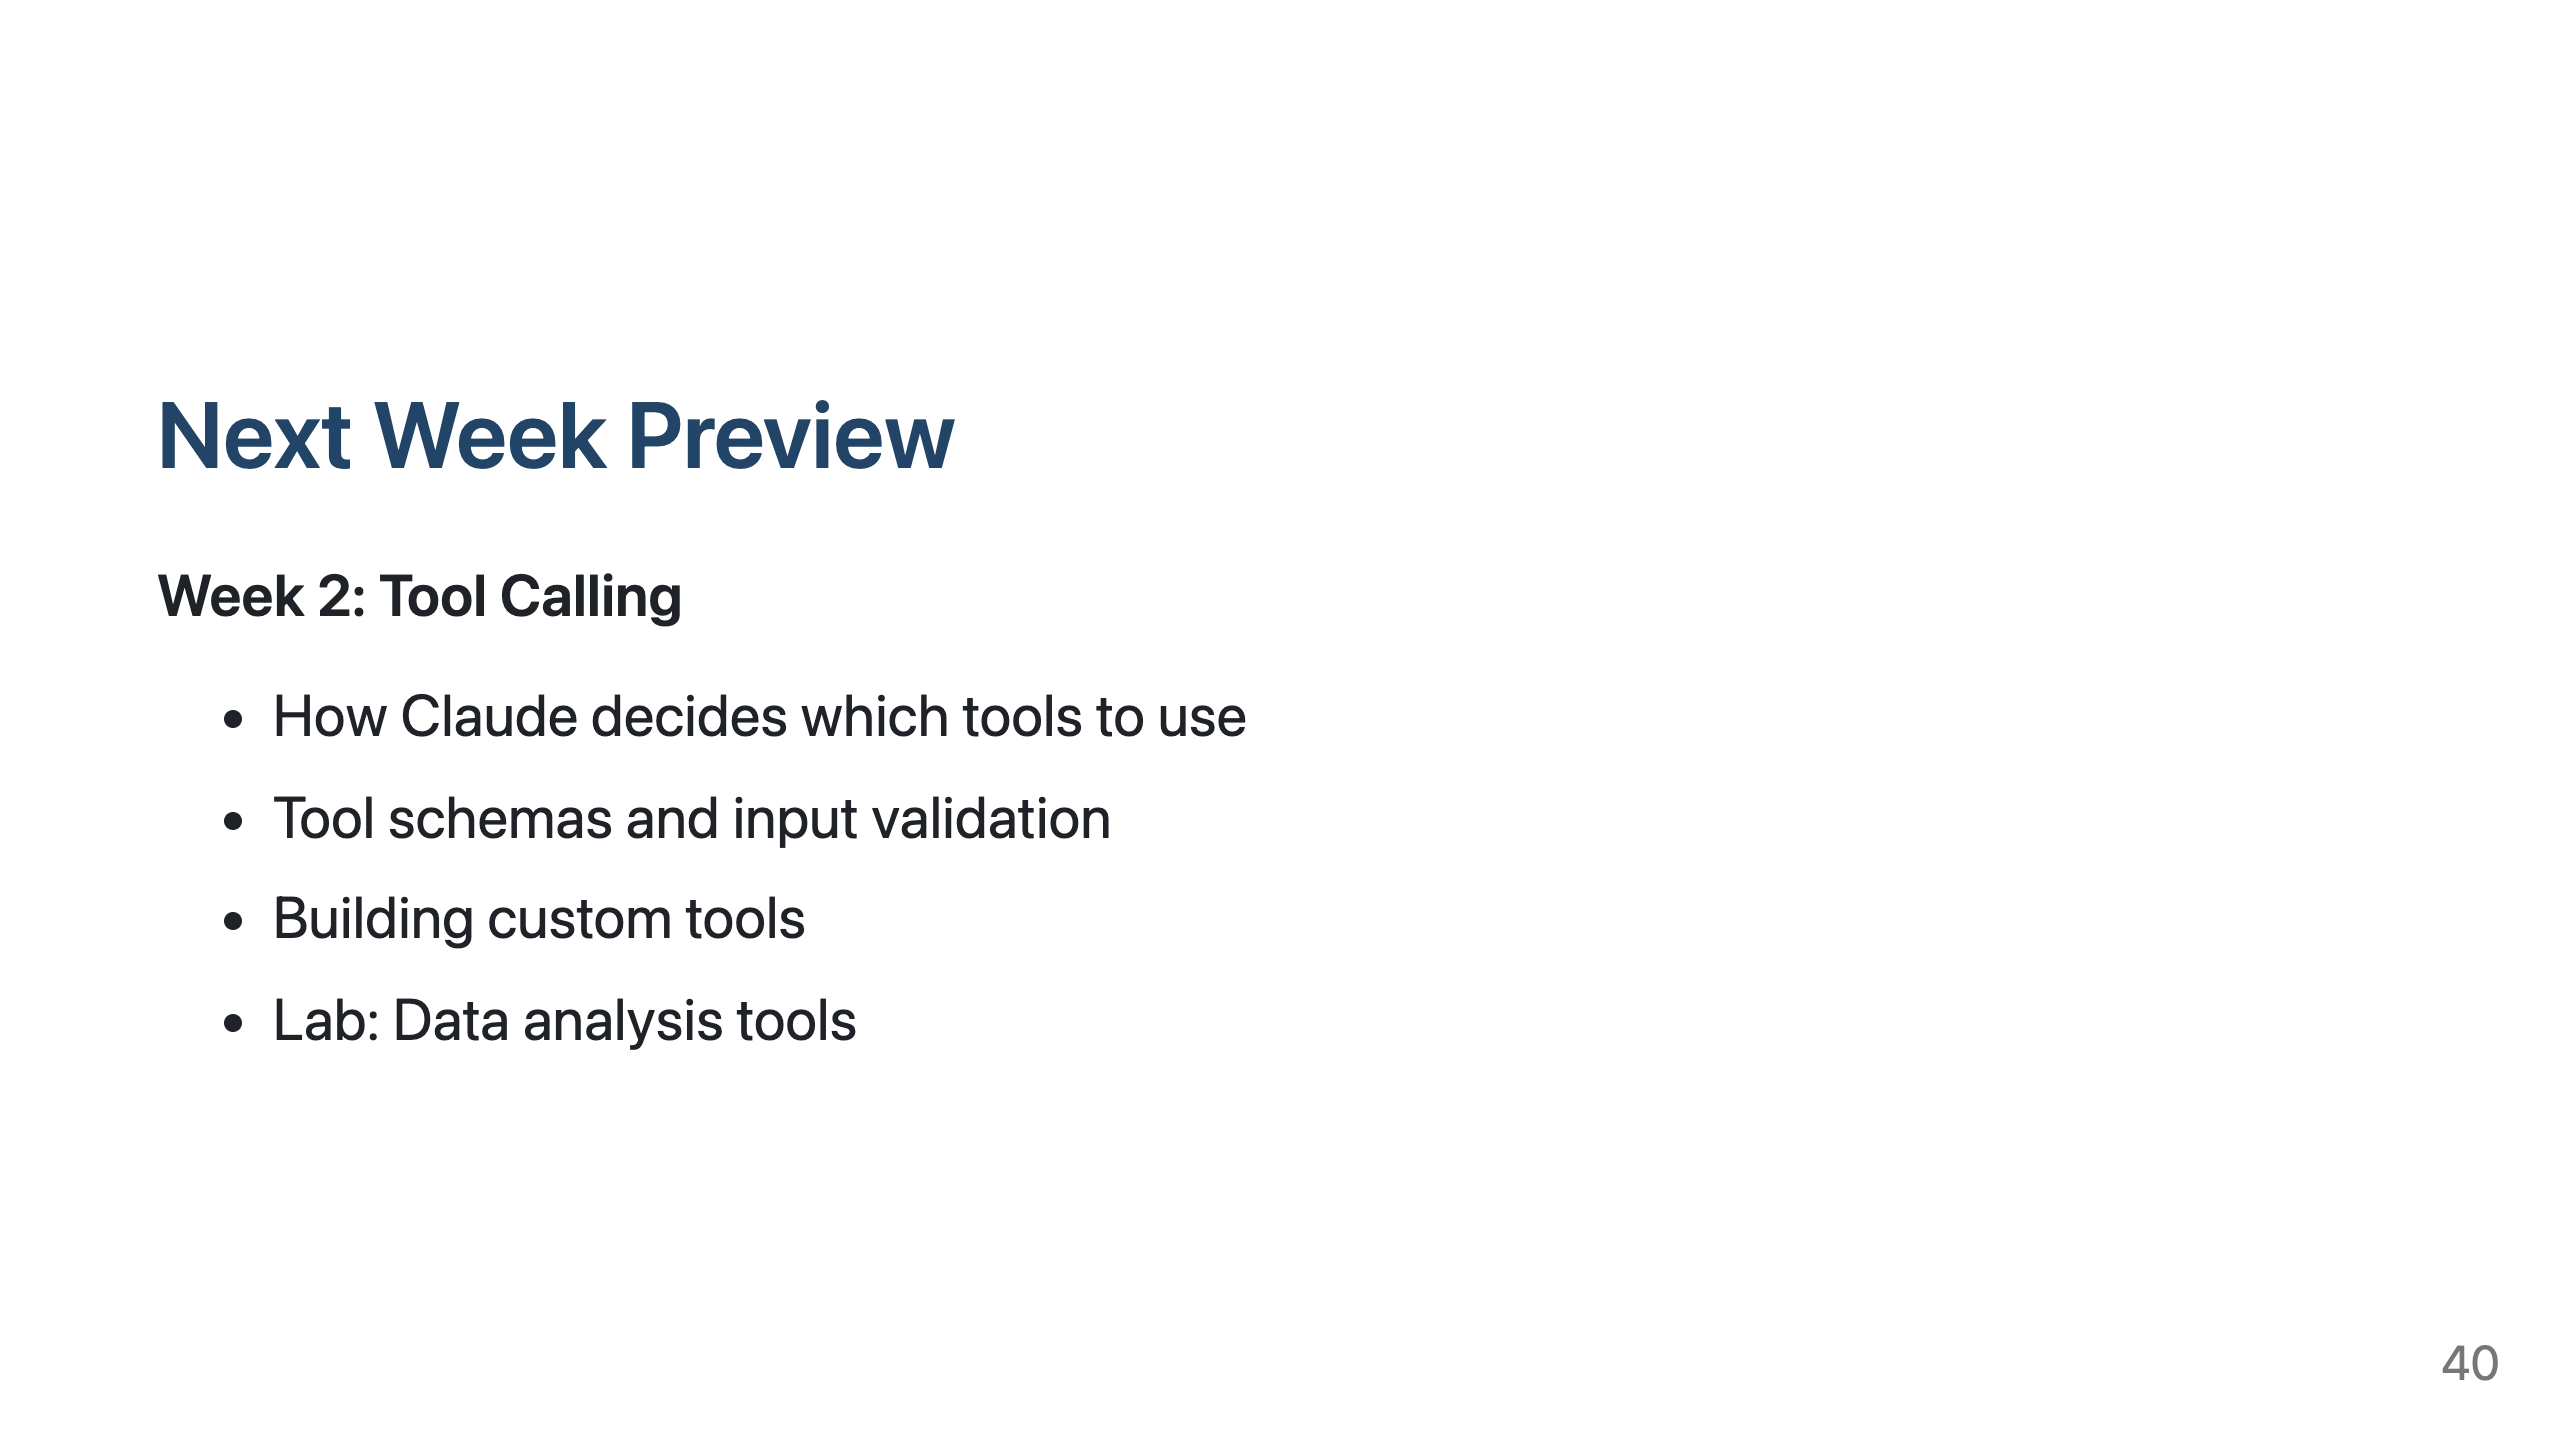 Next Week Preview
Week 2: Tool Calling
• How Claude decides which tools to use
• Tool schemas and input validation
• Building custom tools
• Lab: Data analysis tools
40